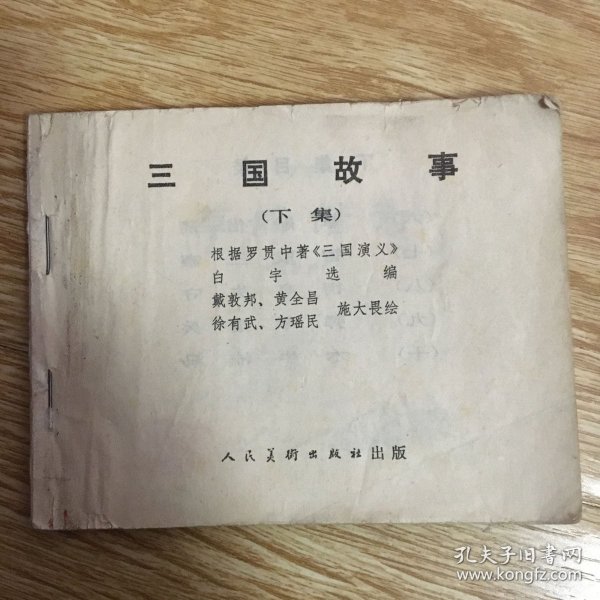 三国故事
(下集)
根据罗贯中著《三国演义》
白宇选编
戴敦邦、黄全昌
徐有武、方瑶民 施大畏绘
人民美術出版社出版
孔夫子旧书网
www.kongfz.com